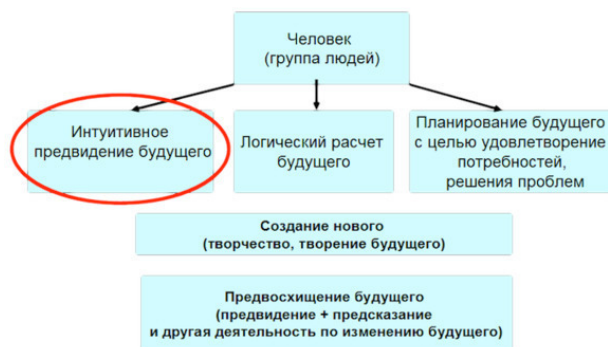 Человек
(группа людей)
Интуитивное
предвидение будущего
Логический расчет
будущего
Планирование будущего
с целью удовлетворение
потребностей,
решения проблем
Создание нового
(творчество, творение будущего)
Предвосхищение будущего
(предвидение + предсказание
и другая деятельность по изменению будущего)